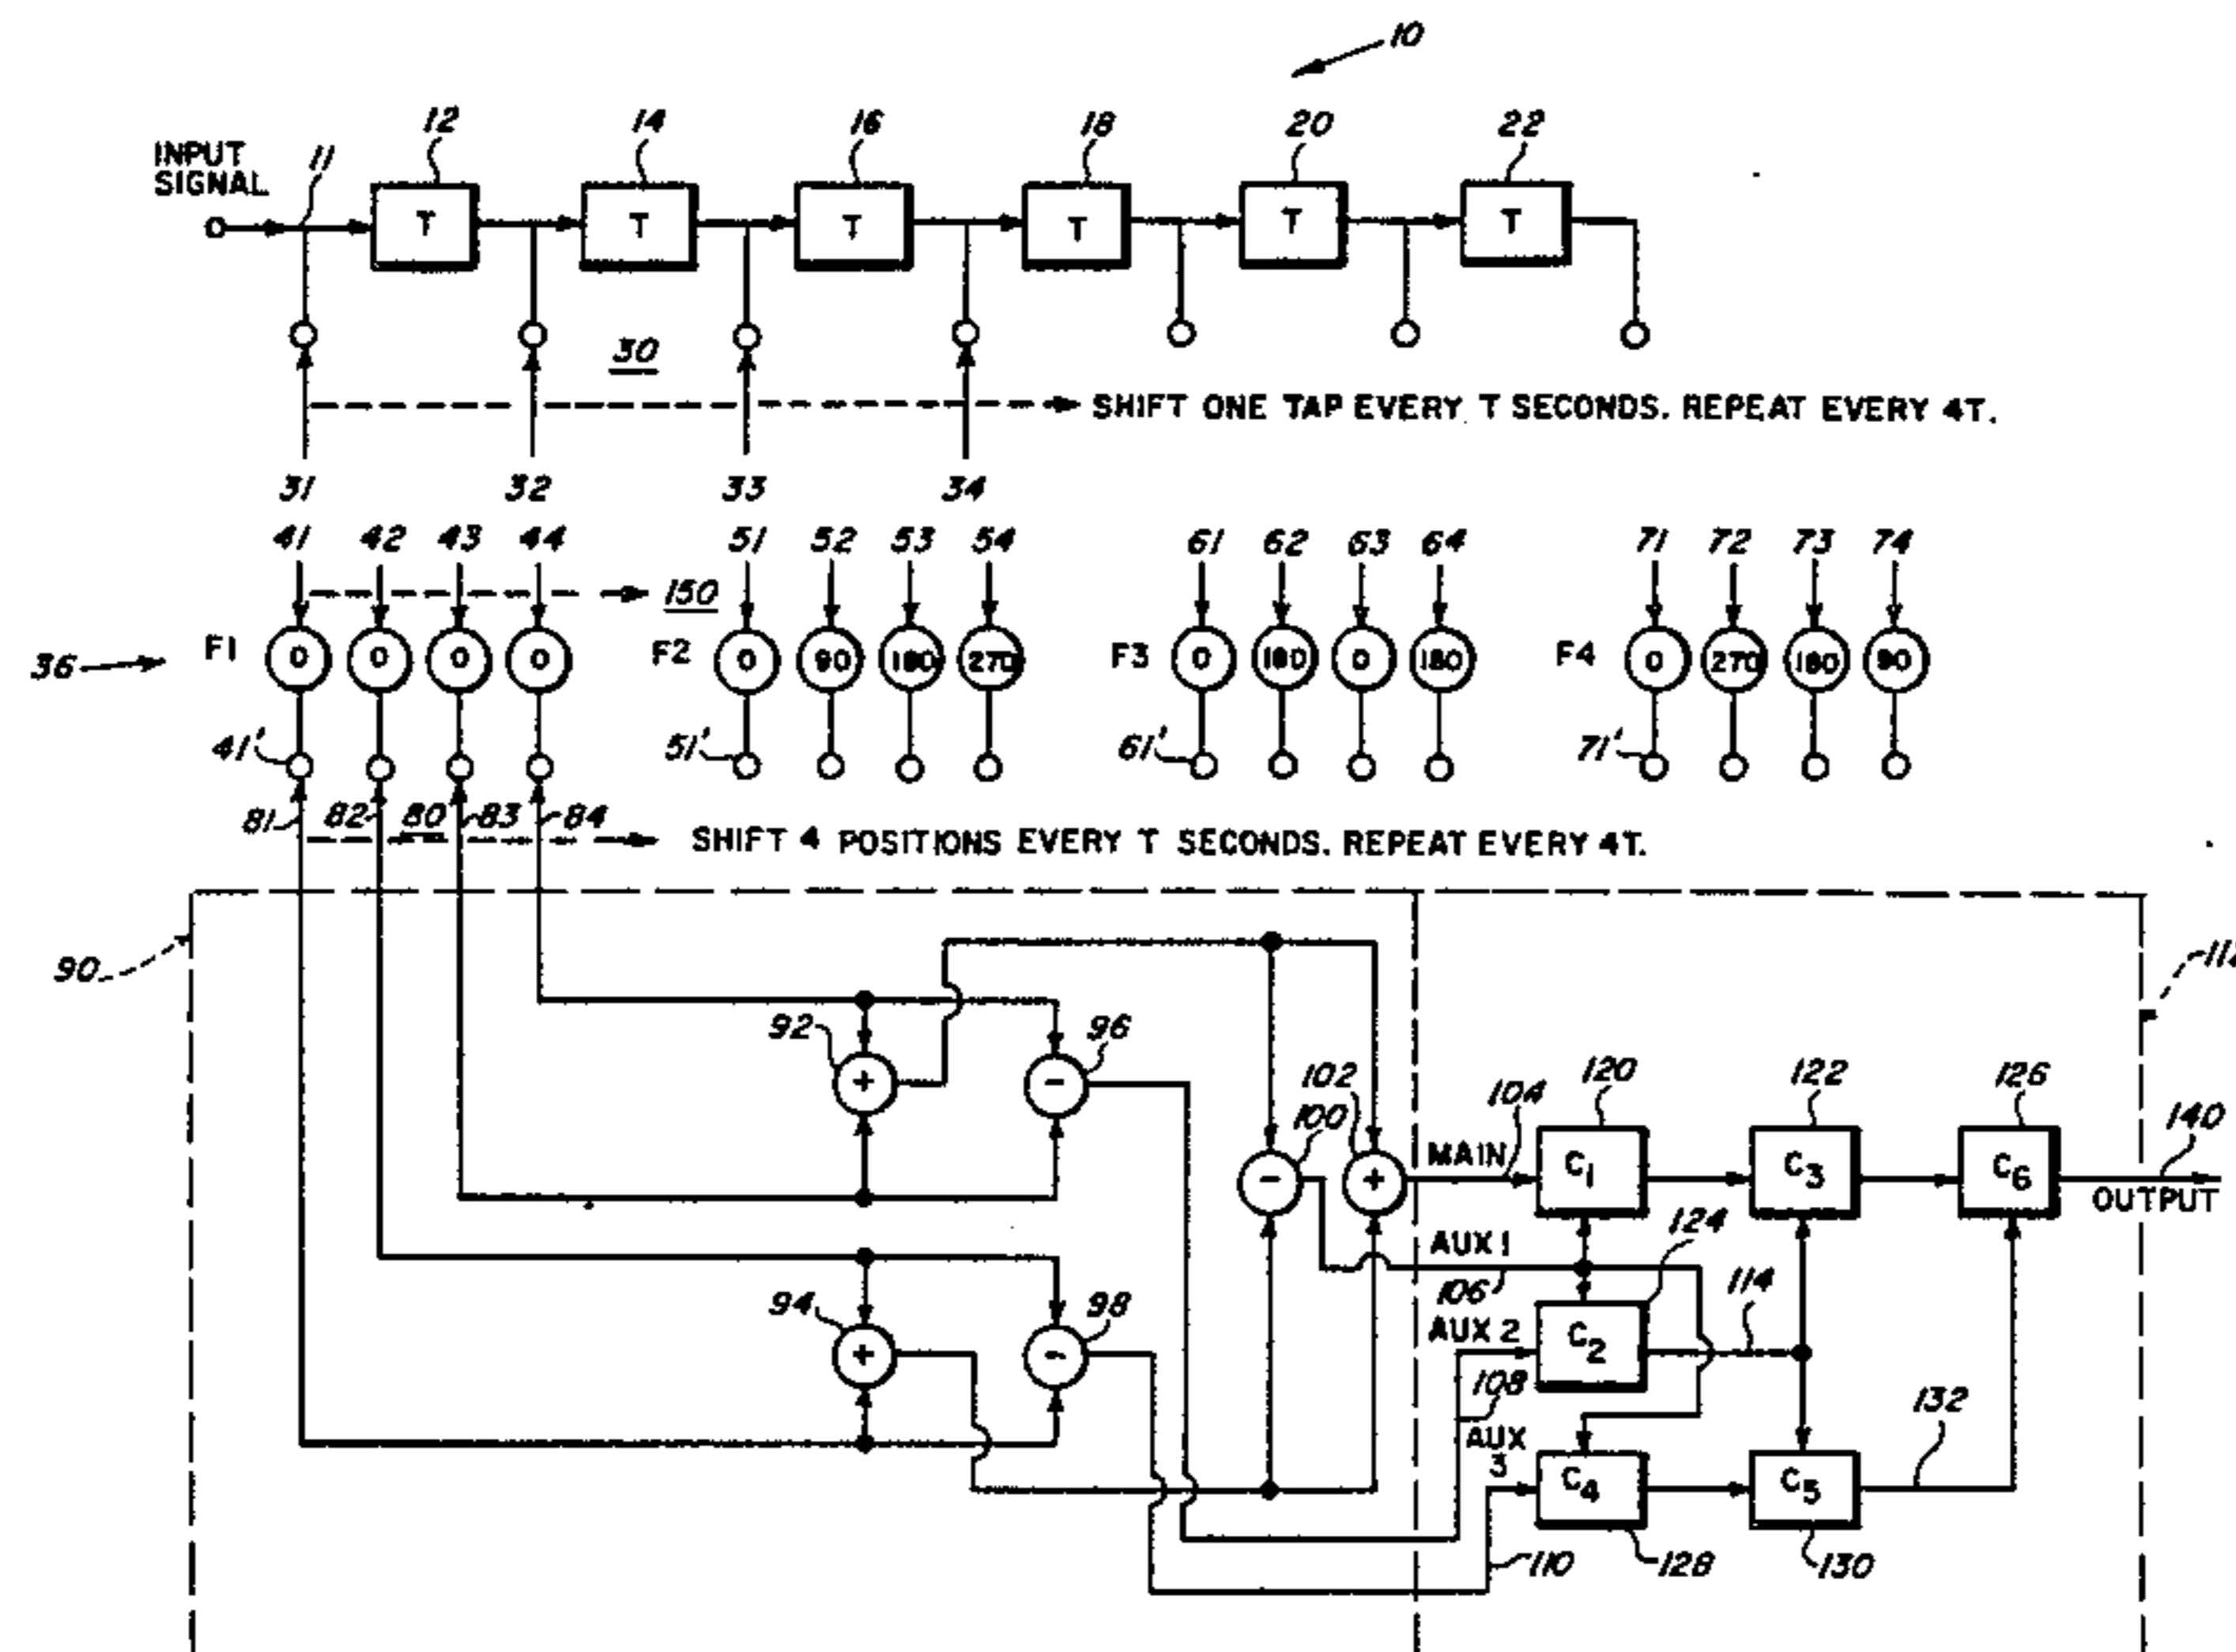 10
12 14 16 18 20 22
INPUT SIGNAL 11
T T T T T T
30
SHIFT ONE TAP EVERY T SECONDS. REPEAT EVERY 4T.
31 32 33 34
41 42 43 44 51 52 53 54 61 62 63 64 71 72 73 74
150
36 F1 0 0 0 0 F2 0 90 180 270 F3 0 180 0 180 F4 0 270 180 90
41' 51' 61' 71'
81 82 80 83 84
SHIFT 4 POSITIONS EVERY T SECONDS. REPEAT EVERY 4T.
90
92 + 96 -
102 + 100 -
MAIN 104
120 C1 122 C3 126 C6
140
OUTPUT
AUX 1 106
124 C2 114
AUX 2 108
94 + 98 -
AUX 3 110
C4 128 C5 130
132